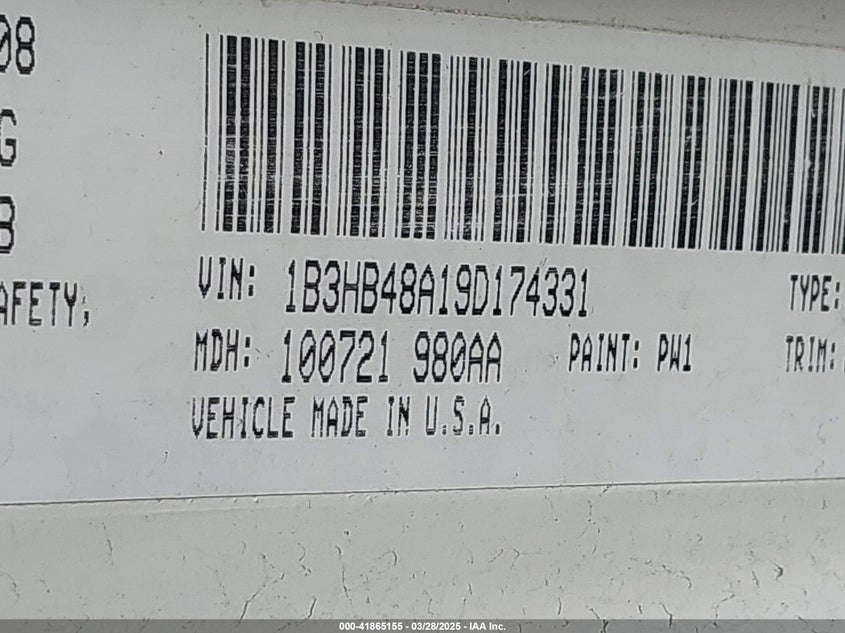 08
G
B
AFETY,
VIN: 1B3HB48A19D174331
TYPE:
MDH: 100721 980AA
PAINT: PW1
TRIM:
VEHICLE MADE IN U.S.A.
000-41865155 - 03/28/2025 - IAA Inc.